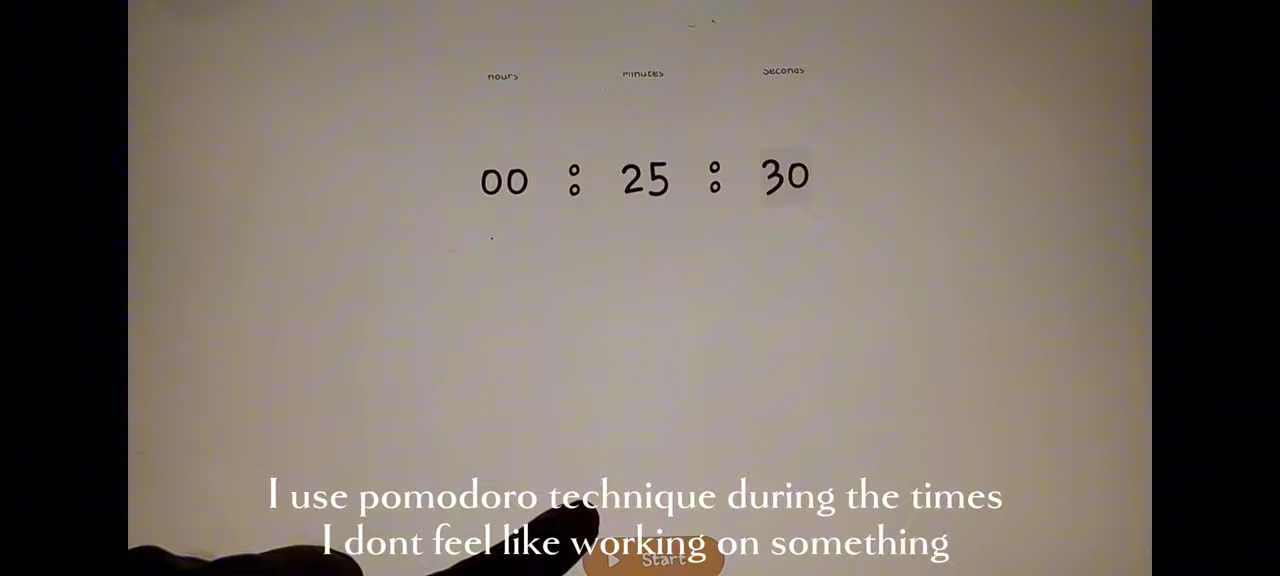 hours minutes seconds
00 : 25 : 30
I use pomodoro technique during the times
I dont feel like working on something
Start